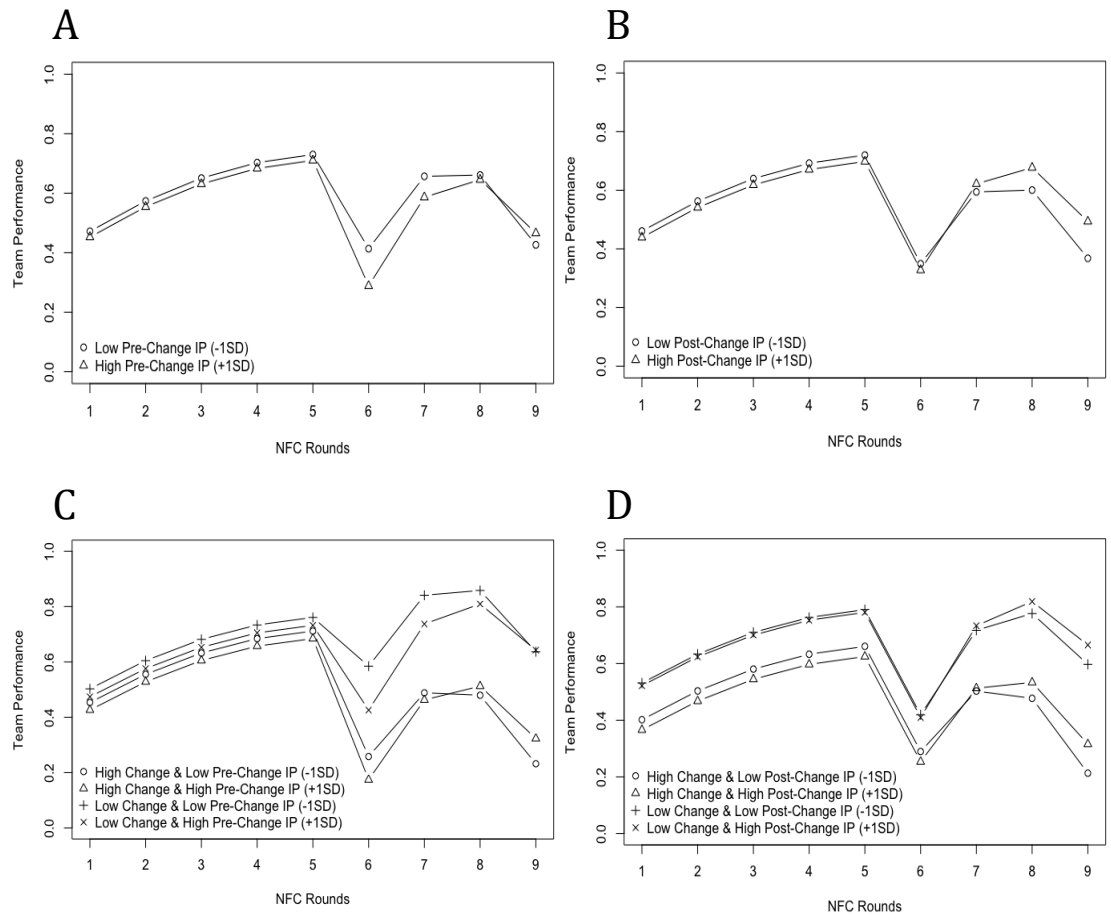 A
1.0
0.8
0.6
0.4
0.2
0.0
Team Performance
Low Pre-Change IP (-1SD)
High Pre-Change IP (+1SD)
1 2 3 4 5 6 7 8 9
NFC Rounds
B
1.0
0.8
0.6
0.4
0.2
0.0
Team Performance
Low Post-Change IP (-1SD)
High Post-Change IP (+1SD)
1 2 3 4 5 6 7 8 9
NFC Rounds
C
1.0
0.8
0.6
0.4
0.2
0.0
Team Performance
High Change & Low Pre-Change IP (-1SD)
High Change & High Pre-Change IP (+1SD)
Low Change & Low Pre-Change IP (-1SD)
Low Change & High Pre-Change IP (+1SD)
1 2 3 4 5 6 7 8 9
NFC Rounds
D
1.0
0.8
0.6
0.4
0.2
0.0
Team Performance
High Change & Low Post-Change IP (-1SD)
High Change & High Post-Change IP (+1SD)
Low Change & Low Post-Change IP (-1SD)
Low Change & High Post-Change IP (+1SD)
1 2 3 4 5 6 7 8 9
NFC Rounds